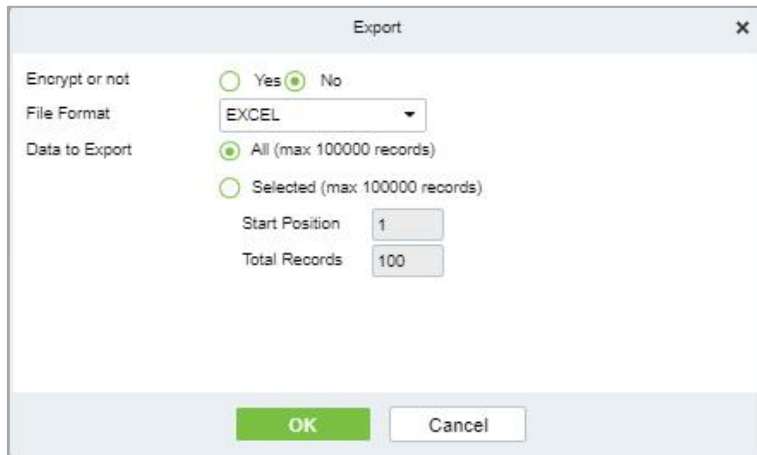 Export
Encrypt or not Yes No
File Format EXCEL
Data to Export All (max 100000 records)
Selected (max 100000 records)
Start Position 1
Total Records 100
OK Cancel